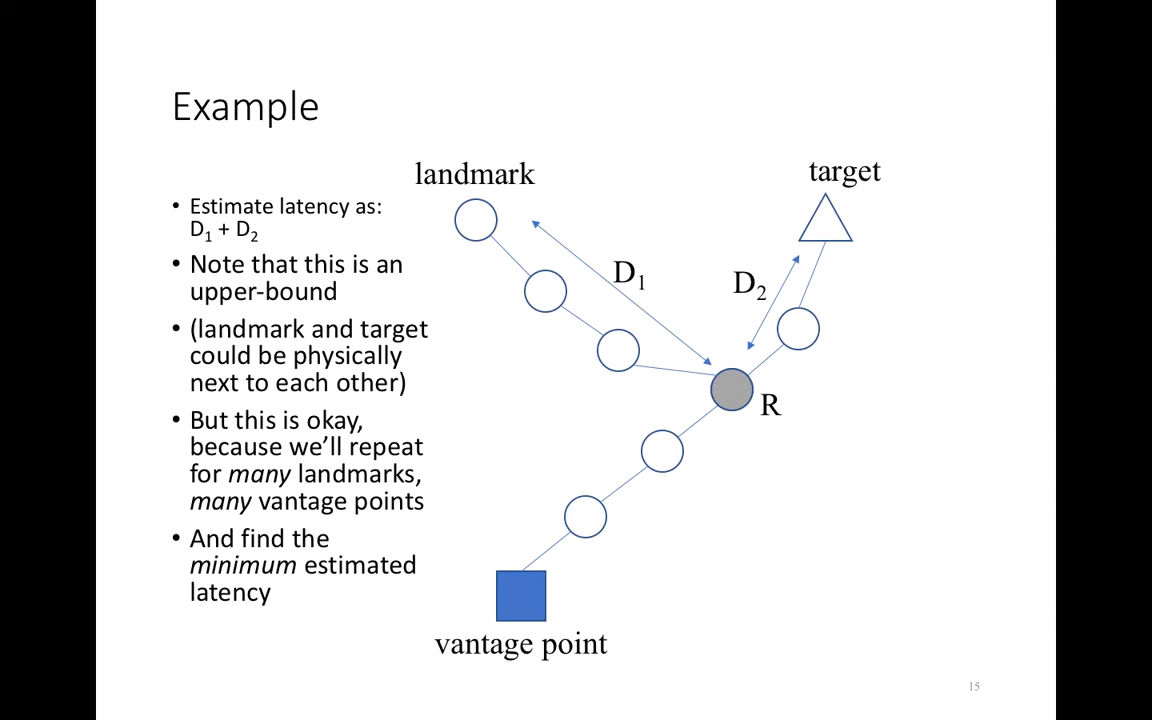 Example
• Estimate latency as:
D₁ + D₂
• Note that this is an
upper-bound
• (landmark and target
could be physically
next to each other)
• But this is okay,
because we’ll repeat
for many landmarks,
many vantage points
• And find the
minimum estimated
latency
landmark
target
D₁
D₂
R
vantage point
15